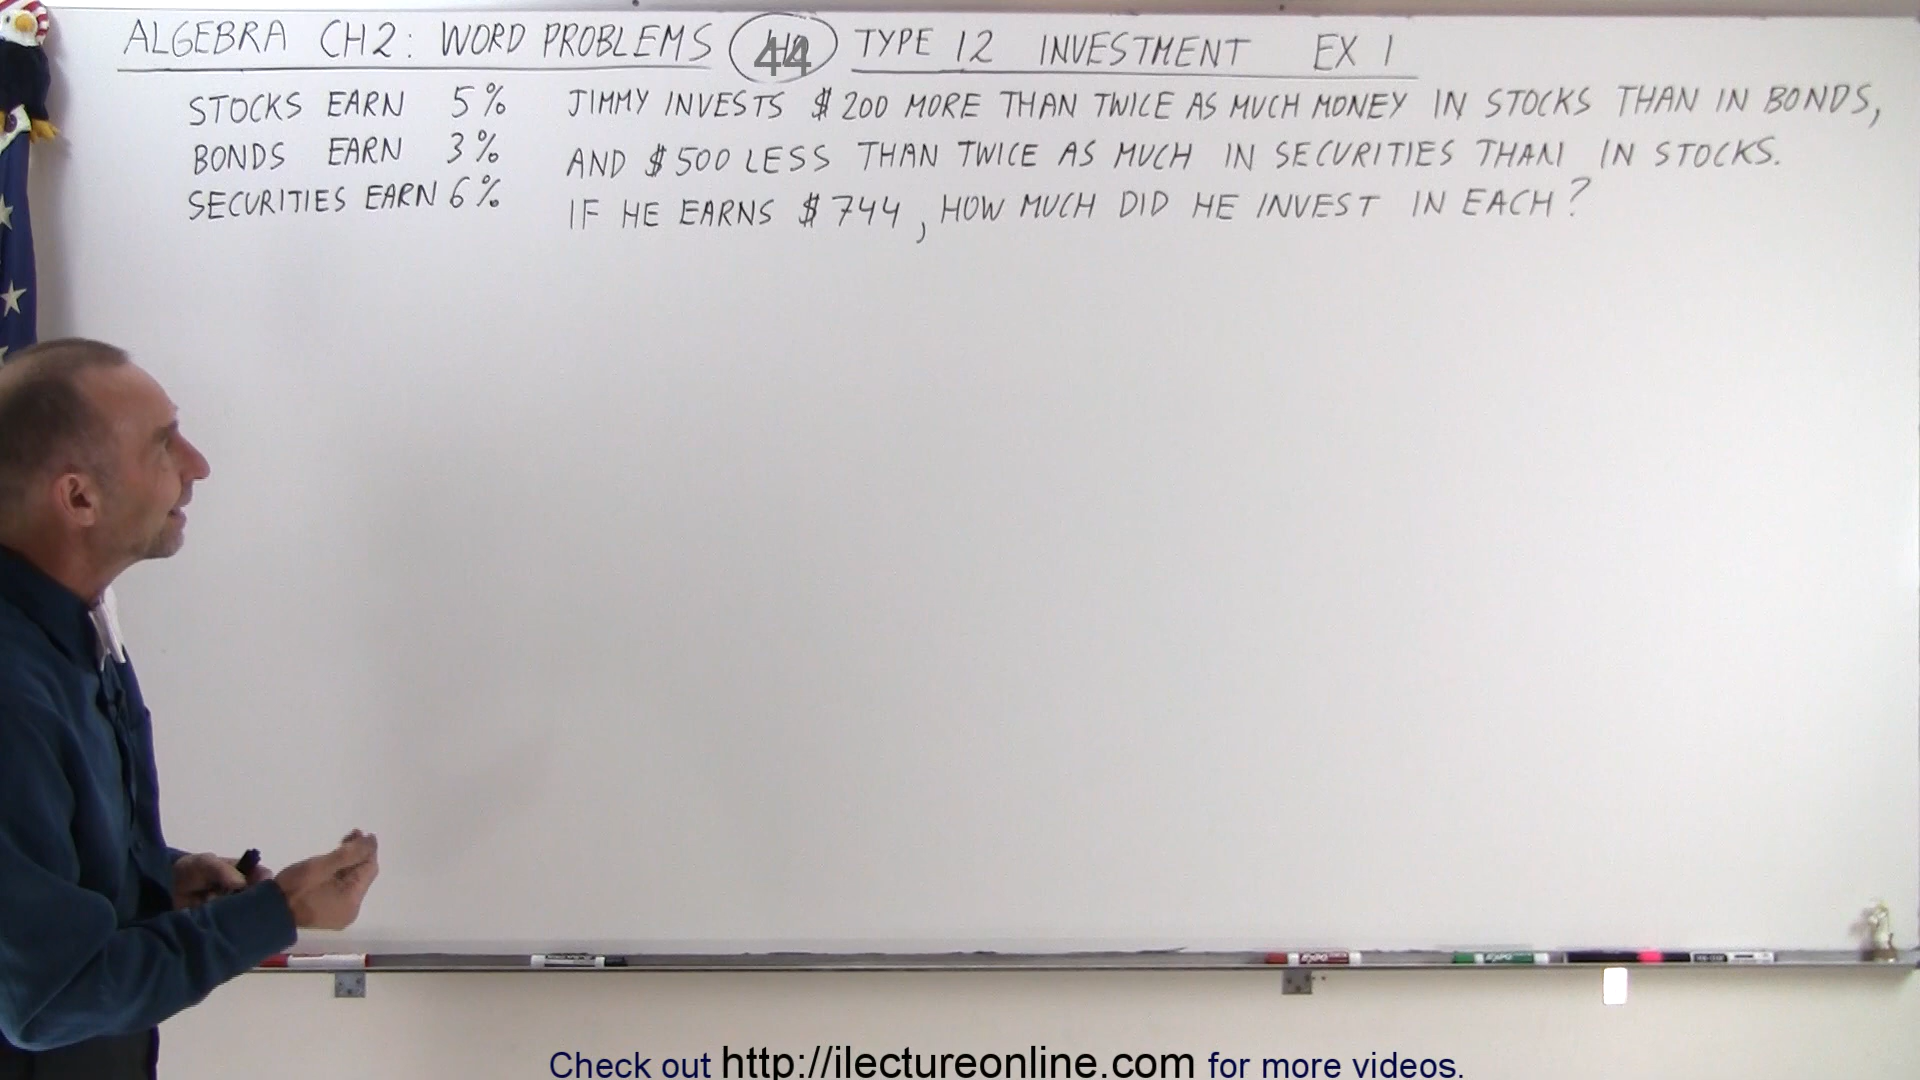 ALGEBRA CH2: WORD PROBLEMS 44 TYPE 12 INVESTMENT EX 1
STOCKS EARN 5%
BONDS EARN 3%
SECURITIES EARN 6%
JIMMY INVESTS $200 MORE THAN TWICE AS MUCH MONEY IN STOCKS THAN IN BONDS,
AND $500 LESS THAN TWICE AS MUCH IN SECURITIES THAN IN STOCKS.
IF HE EARNS $744, HOW MUCH DID HE INVEST IN EACH?
Check out http://ilectureonline.com for more videos.